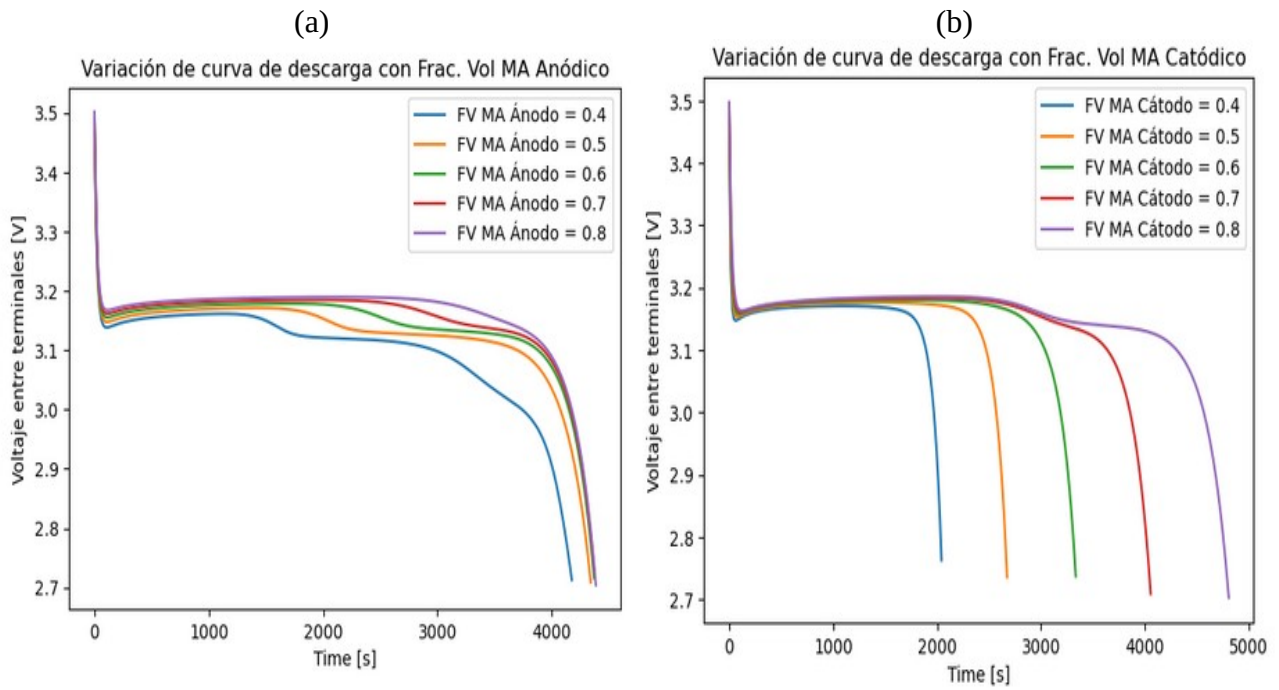 (a)
Variación de curva de descarga con Frac. Vol MA Anódico
FV MA Ánodo = 0.4
FV MA Ánodo = 0.5
FV MA Ánodo = 0.6
FV MA Ánodo = 0.7
FV MA Ánodo = 0.8
Voltaje entre terminales [V]
3.5
3.4
3.3
3.2
3.1
3.0
2.9
2.8
2.7
0 1000 2000 3000 4000
Time [s]
(b)
Variación de curva de descarga con Frac. Vol MA Catódico
FV MA Cátodo = 0.4
FV MA Cátodo = 0.5
FV MA Cátodo = 0.6
FV MA Cátodo = 0.7
FV MA Cátodo = 0.8
Voltaje entre terminales [V]
3.5
3.4
3.3
3.2
3.1
3.0
2.9
2.8
2.7
0 1000 2000 3000 4000 5000
Time [s]